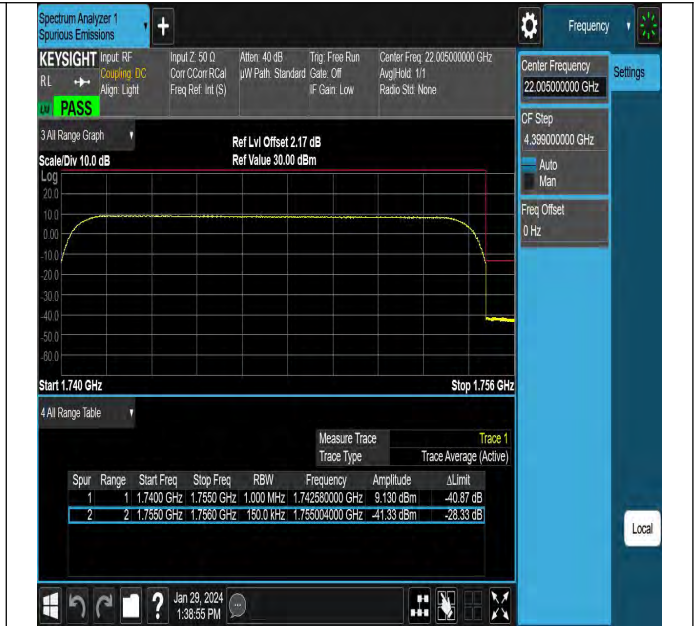 Spectrum Analyzer 1
Spurious Emissions
+
Frequency
KEYSIGHT
RL
Input: RF
Coupling: DC
Align: Light
Input Z: 50 Ω
Corr CCorr RCal
Freq Ref: Int (S)
Atten: 40 dB
µW Path: Standard
Trig: Free Run
Gate: Off
IF Gain: Low
Center Freq: 22.005000000 GHz
Avg|Hold: 1/1
Radio Std: None
PASS
Center Frequency
22.005000000 GHz
Settings
CF Step
4.399000000 GHz
Auto
Man
Freq Offset
0 Hz
3 All Range Graph
Scale/Div 10.0 dB
Ref Lvl Offset 2.17 dB
Ref Value 30.00 dBm
Log
20.0
10.0
0.00
-10.0
-20.0
-30.0
-40.0
-50.0
-60.0
Start 1.740 GHz
Stop 1.756 GHz
4 All Range Table
Measure Trace Trace 1
Trace Type Trace Average (Active)
Spur Range Start Freq Stop Freq RBW Frequency Amplitude ΔLimit
1 1 1.7400 GHz 1.7550 GHz 1.000 MHz 1.742580000 GHz 9.130 dBm -40.87 dB
2 2 1.7550 GHz 1.7560 GHz 150.0 kHz 1.755004000 GHz -41.33 dBm -28.33 dB
Local
?
Jan 29, 2024
1:38:55 PM